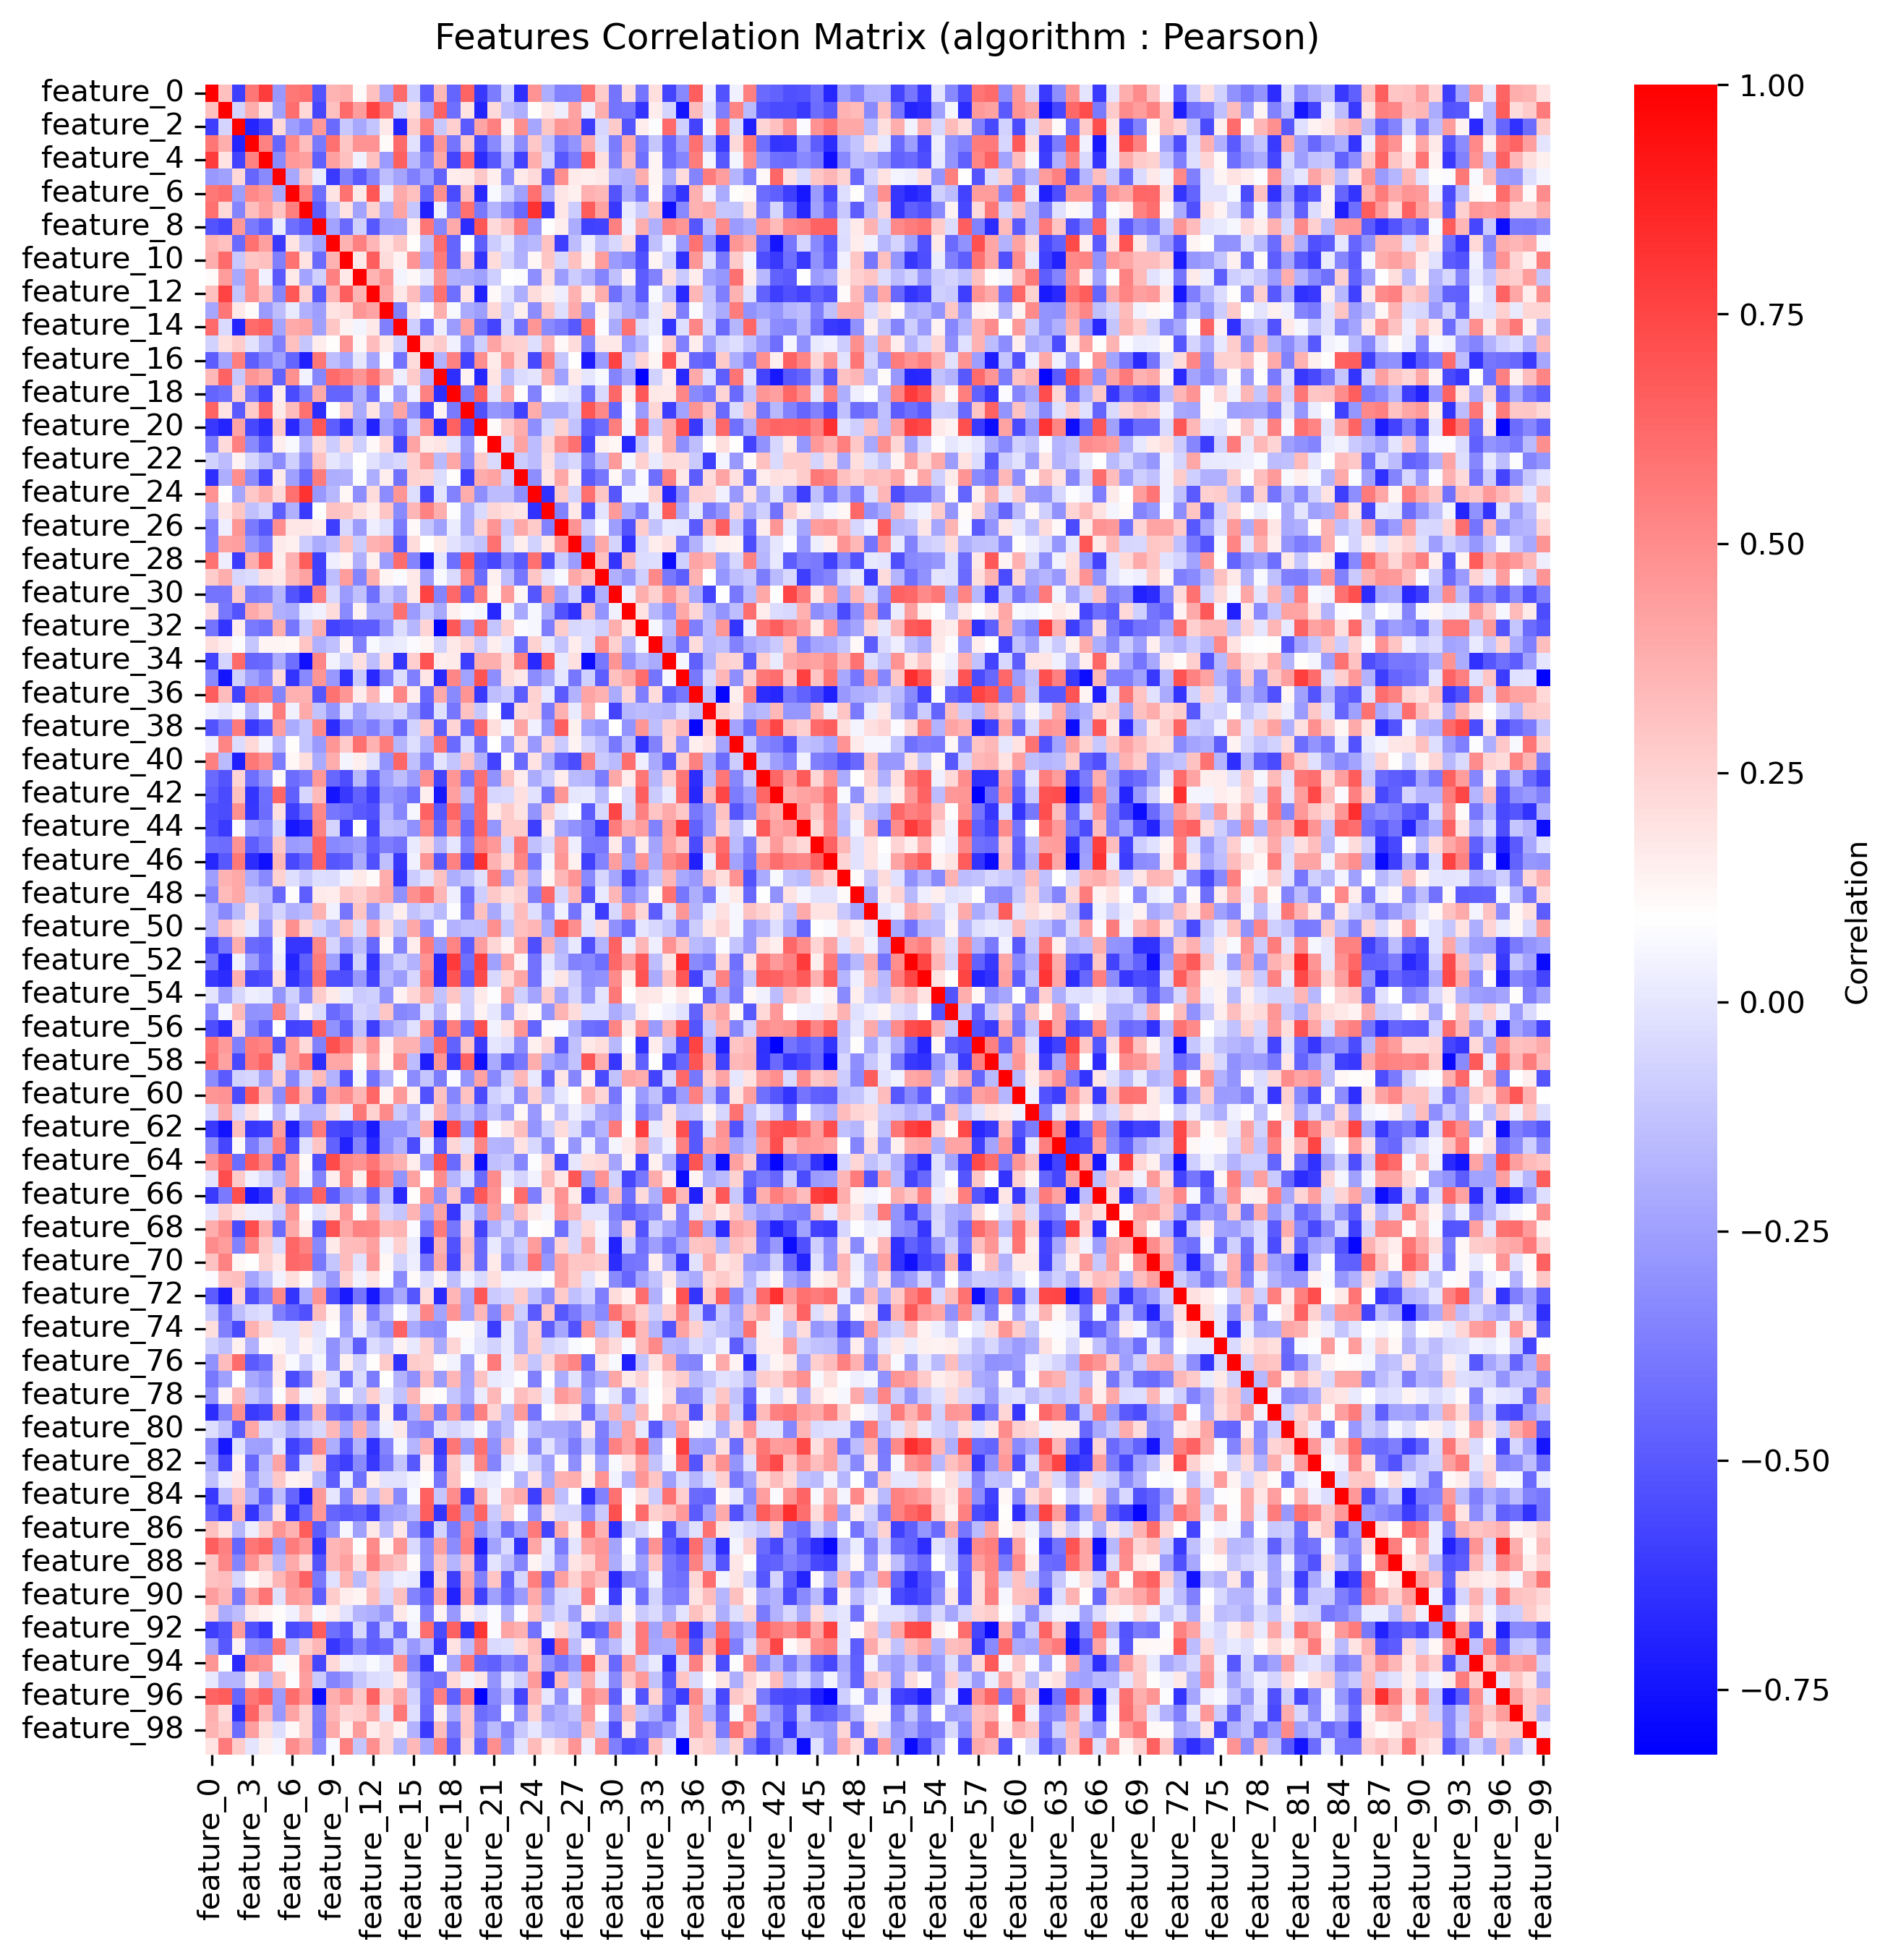 Features Correlation Matrix (algorithm : Pearson)
feature_0
feature_2
feature_4
feature_6
feature_8
feature_10
feature_12
feature_14
feature_16
feature_18
feature_20
feature_22
feature_24
feature_26
feature_28
feature_30
feature_32
feature_34
feature_36
feature_38
feature_40
feature_42
feature_44
feature_46
feature_48
feature_50
feature_52
feature_54
feature_56
feature_58
feature_60
feature_62
feature_64
feature_66
feature_68
feature_70
feature_72
feature_74
feature_76
feature_78
feature_80
feature_82
feature_84
feature_86
feature_88
feature_90
feature_92
feature_94
feature_96
feature_98
feature_0
feature_3
feature_6
feature_9
feature_12
feature_15
feature_18
feature_21
feature_24
feature_27
feature_30
feature_33
feature_36
feature_39
feature_42
feature_45
feature_48
feature_51
feature_54
feature_57
feature_60
feature_63
feature_66
feature_69
feature_72
feature_75
feature_78
feature_81
feature_84
feature_87
feature_90
feature_93
feature_96
feature_99
1.00
0.75
0.50
0.25
0.00
−0.25
−0.50
−0.75
Correlation